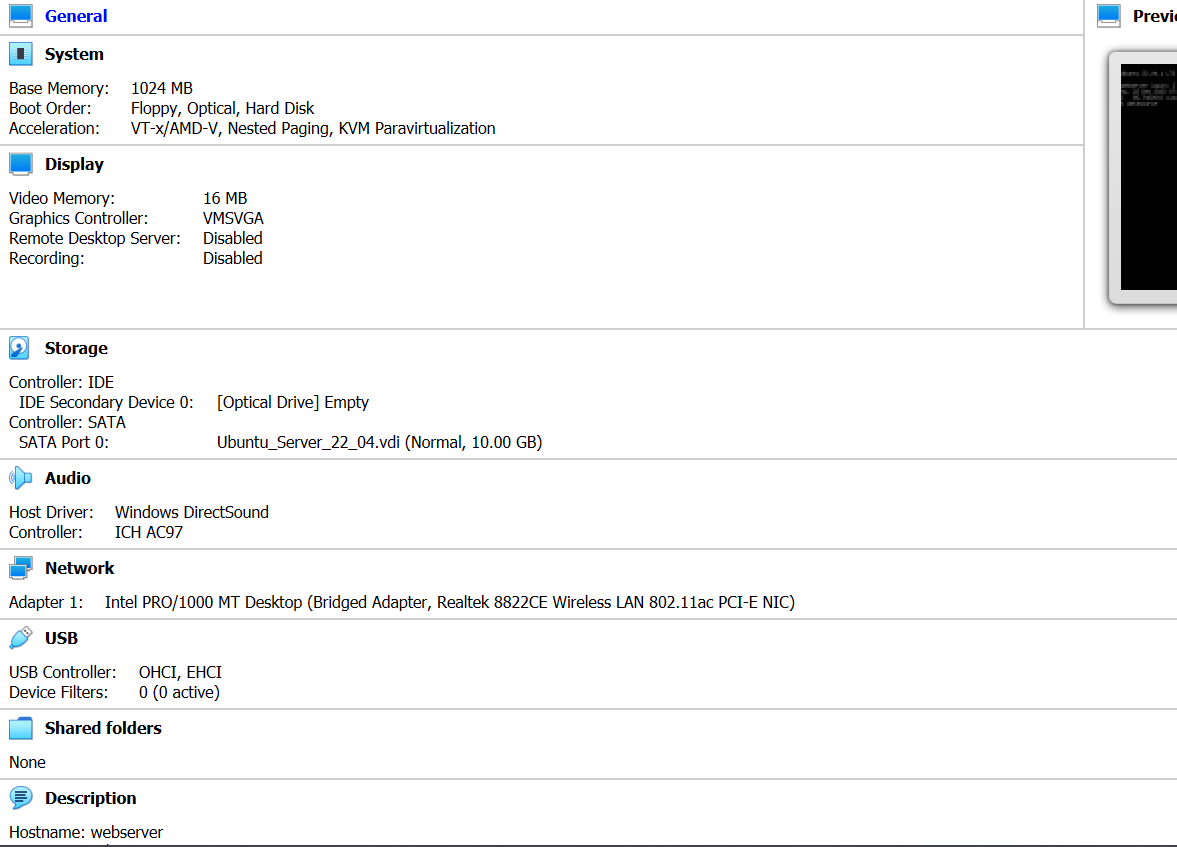 General
Previ
System
Base Memory: 1024 MB
Boot Order: Floppy, Optical, Hard Disk
Acceleration: VT-x/AMD-V, Nested Paging, KVM Paravirtualization
Display
Video Memory: 16 MB
Graphics Controller: VMSVGA
Remote Desktop Server: Disabled
Recording: Disabled
Storage
Controller: IDE
IDE Secondary Device 0: [Optical Drive] Empty
Controller: SATA
SATA Port 0: Ubuntu_Server_22_04.vdi (Normal, 10.00 GB)
Audio
Host Driver: Windows DirectSound
Controller: ICH AC97
Network
Adapter 1: Intel PRO/1000 MT Desktop (Bridged Adapter, Realtek 8822CE Wireless LAN 802.11ac PCI-E NIC)
USB
USB Controller: OHCI, EHCI
Device Filters: 0 (0 active)
Shared folders
None
Description
Hostname: webserver